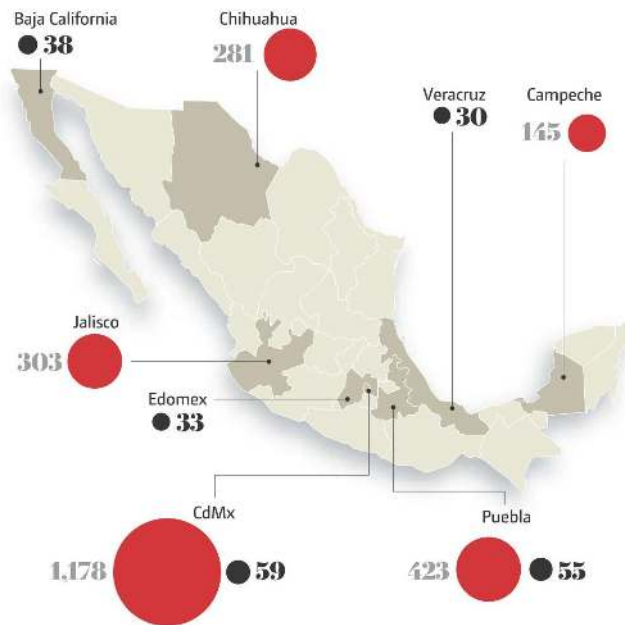 Baja California
38
Chihuahua
281
Veracruz
30
Campeche
145
Jalisco
303
Edomex
33
CdMx
1,178 59
Puebla
423 55